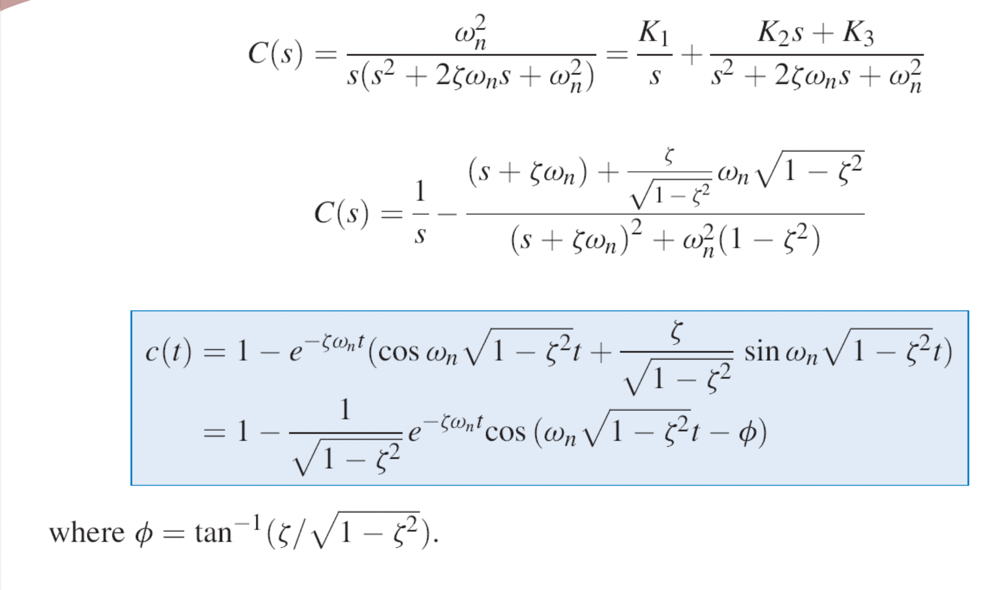 C(s) = ω_n^2 / (s(s^2 + 2ζω_n s + ω_n^2)) = K_1/s + (K_2 s + K_3)/(s^2 + 2ζω_n s + ω_n^2)
C(s) = 1/s − ((s + ζω_n) + (ζ/√(1 − ζ^2)) ω_n√(1 − ζ^2)) / ((s + ζω_n)^2 + ω_n^2(1 − ζ^2))
c(t) = 1 − e^{−ζω_n t}(cos ω_n√(1 − ζ^2)t + (ζ/√(1 − ζ^2)) sin ω_n√(1 − ζ^2)t)
= 1 − (1/√(1 − ζ^2)) e^{−ζω_n t} cos (ω_n√(1 − ζ^2)t − ϕ)
where ϕ = tan^{−1}(ζ/√(1 − ζ^2)).